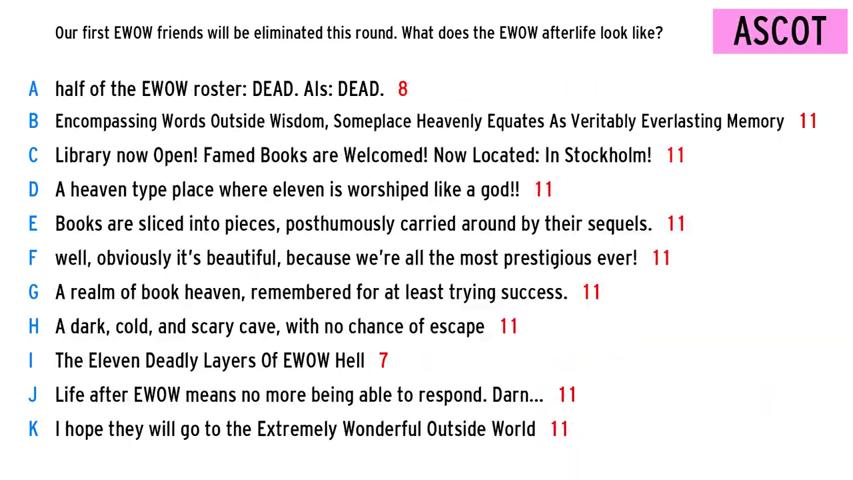 Our first EWOW friends will be eliminated this round. What does the EWOW afterlife look like?
ASCOT
A half of the EWOW roster: DEAD. AIs: DEAD. 8
B Encompassing Words Outside Wisdom, Someplace Heavenly Equates As Veritably Everlasting Memory 11
C Library now Open! Famed Books are Welcomed! Now Located: In Stockholm! 11
D A heaven type place where eleven is worshiped like a god!! 11
E Books are sliced into pieces, posthumously carried around by their sequels. 11
F well, obviously it's beautiful, because we're all the most prestigious ever! 11
G A realm of book heaven, remembered for at least trying success. 11
H A dark, cold, and scary cave, with no chance of escape 11
I The Eleven Deadly Layers Of EWOW Hell 7
J Life after EWOW means no more being able to respond. Darn... 11
K I hope they will go to the Extremely Wonderful Outside World 11